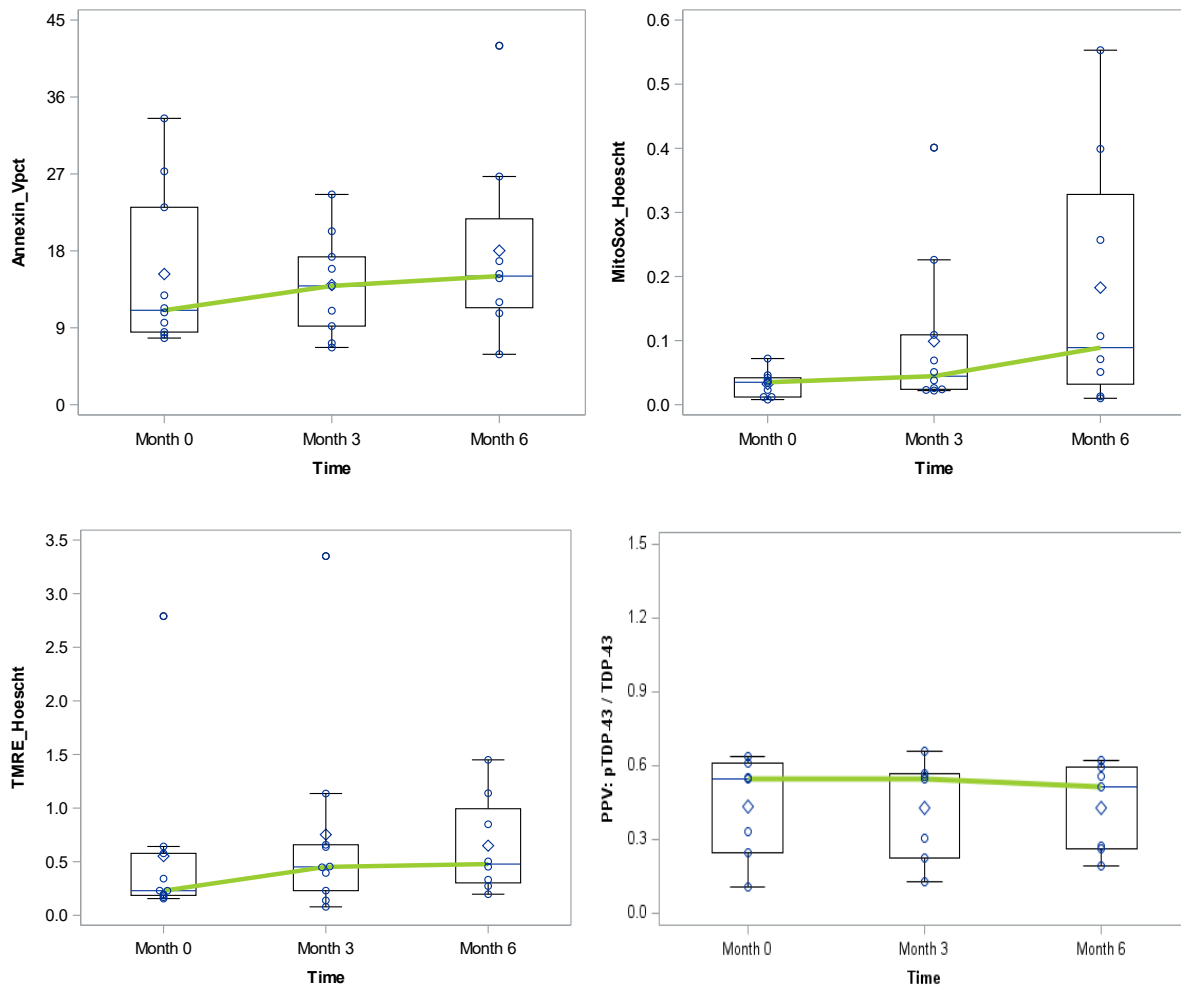 Annexin_Vpct
45
36
27
18
9
0
Month 0 Month 3 Month 6
Time
MitoSox_Hoescht
0.6
0.5
0.4
0.3
0.2
0.1
0.0
Month 0 Month 3 Month 6
Time
TMRE_Hoescht
3.5
3.0
2.5
2.0
1.5
1.0
0.5
0.0
Month 0 Month 3 Month 6
Time
PPV: pTDP-43 / TDP-43
1.5
1.2
0.9
0.6
0.3
0.0
Month 0 Month 3 Month 6
Time